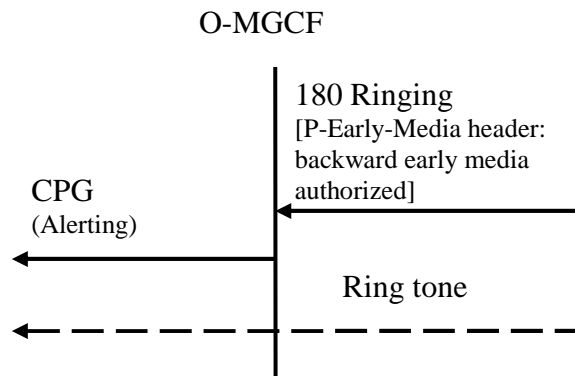 O-MGCF
180 Ringing
[P-Early-Media header:
backward early media
authorized]
CPG
(Alerting)
Ring tone